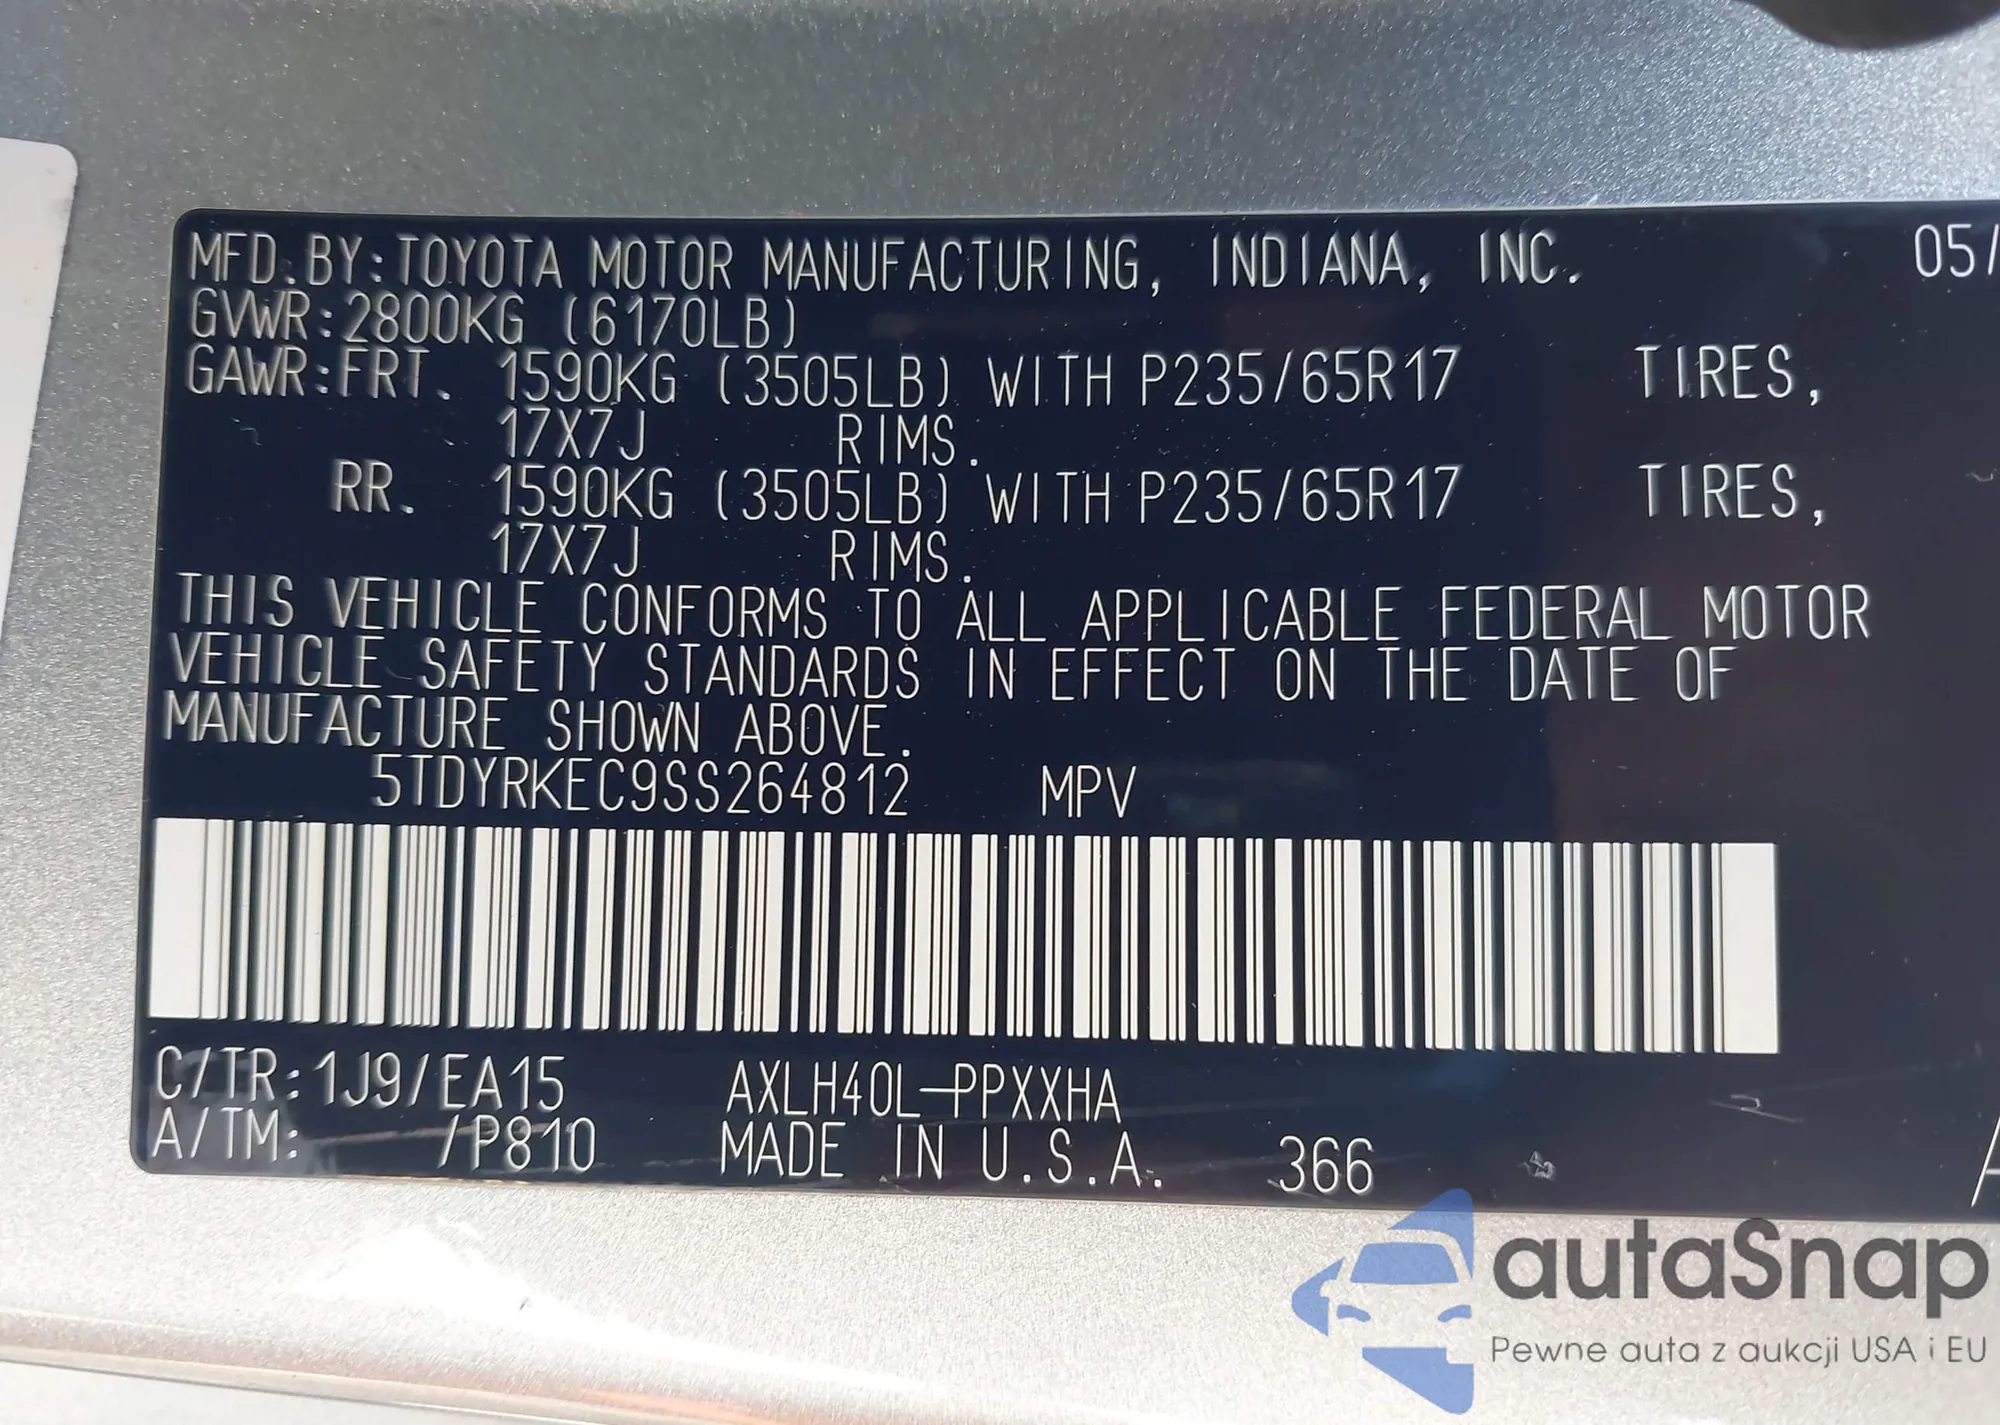 MFD.BY:TOYOTA MOTOR MANUFACTURING, INDIANA, INC. 05/
GVWR:2800KG (6170LB)
GAWR:FRT. 1590KG (3505LB) WITH P235/65R17 TIRES,
17X7J RIMS.
RR. 1590KG (3505LB) WITH P235/65R17 TIRES,
17X7J RIMS.
THIS VEHICLE CONFORMS TO ALL APPLICABLE FEDERAL MOTOR
VEHICLE SAFETY STANDARDS IN EFFECT ON THE DATE OF
MANUFACTURE SHOWN ABOVE.
5TDYRKEC9SS264812 MPV
C/TR:1J9/EA15 AXLH40L-PPXXHA
A/TM: /P810 MADE IN U.S.A. 366
autaSnap
Pewne auta z aukcji USA i EU